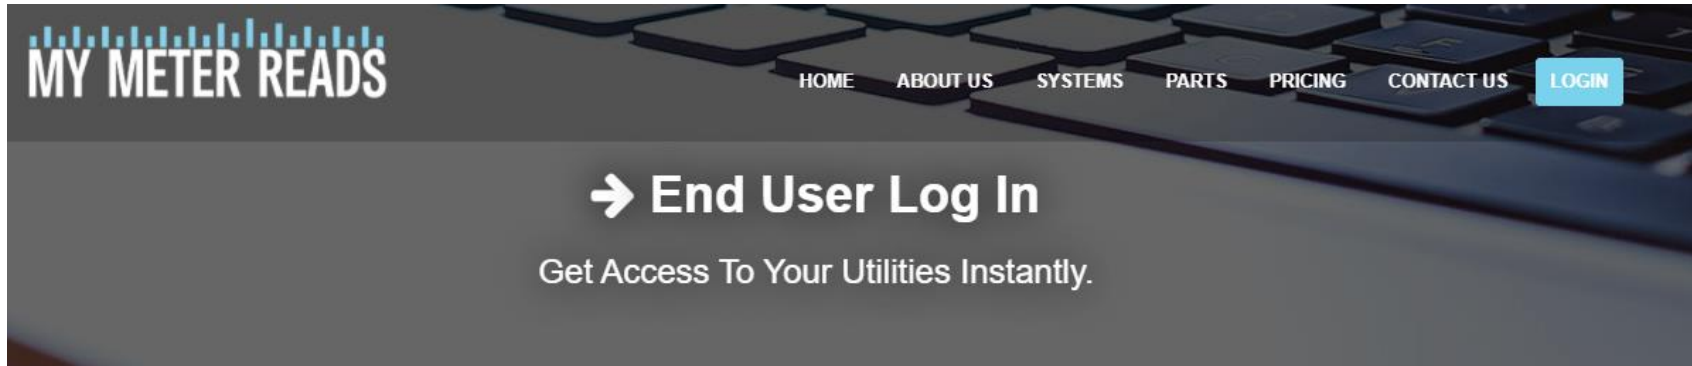 MY METER READS
HOME ABOUT US SYSTEMS PARTS PRICING CONTACT US LOGIN
End User Log In
Get Access To Your Utilities Instantly.